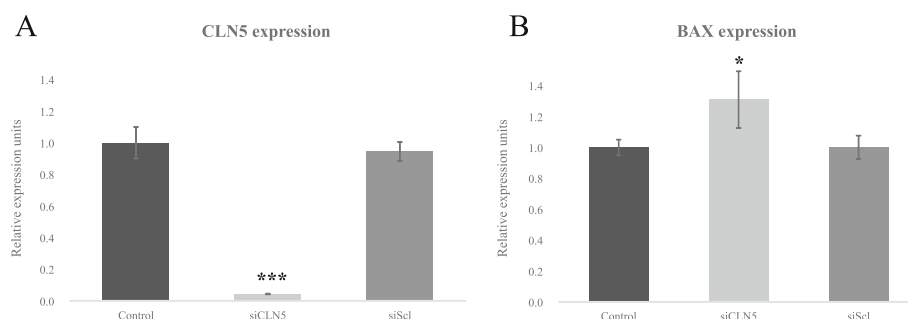 A
CLN5 expression
Relative expression units
1.4
1.2
1.0
0.8
0.6
0.4
0.2
0.0
***
Control
siCLN5
siScl
B
BAX expression
Relative expression units
1.4
1.2
1.0
0.8
0.6
0.4
0.2
0.0
*
Control
siCLN5
siScl